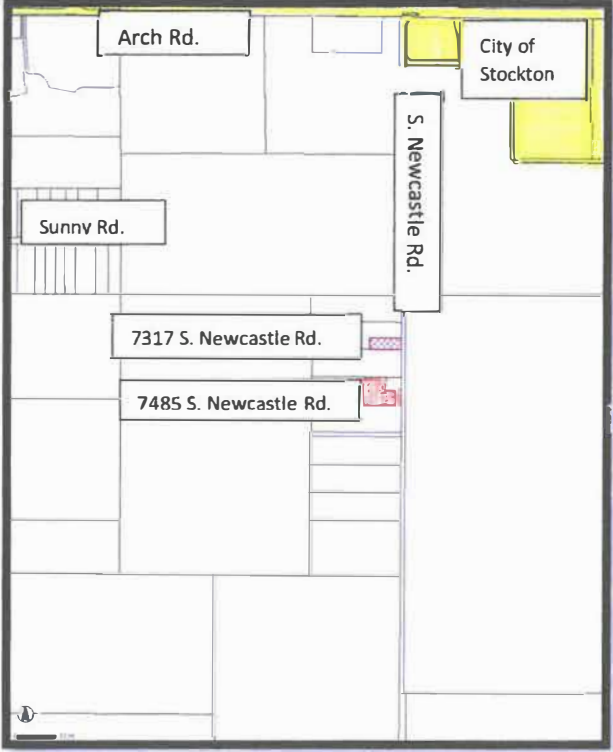 Arch Rd.
City of
Stockton
S. Newcastle Rd.
Sunny Rd.
7317 S. Newcastle Rd.
7485 S. Newcastle Rd.